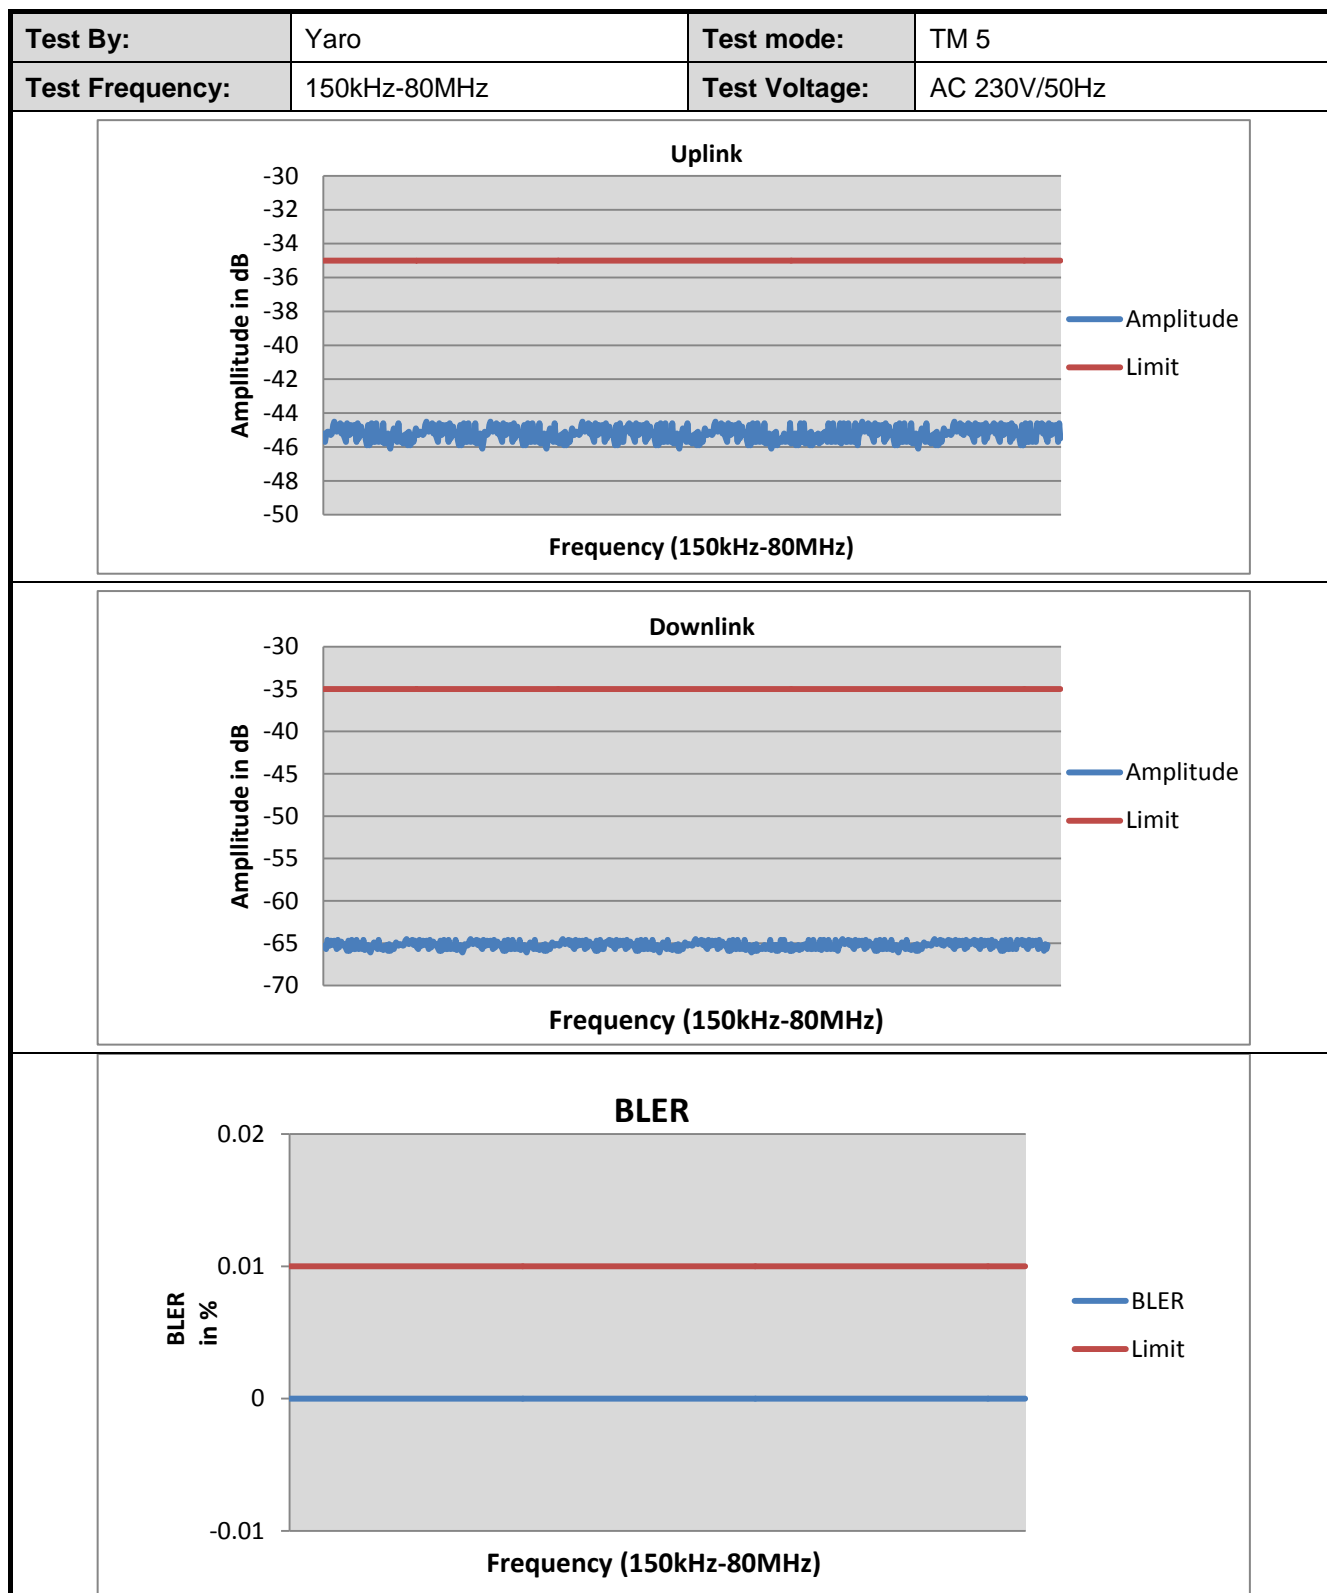 Test By: Yaro Test mode: TM 5
Test Frequency: 150kHz-80MHz Test Voltage: AC 230V/50Hz
Uplink
Ampllitude in dB
-30
-32
-34
-36
-38
-40
-42
-44
-46
-48
-50
Amplitude
Limit
Frequency (150kHz-80MHz)
Downlink
Ampllitude in dB
-30
-35
-40
-45
-50
-55
-60
-65
-70
Amplitude
Limit
Frequency (150kHz-80MHz)
BLER
BLER
in %
0.02
0.01
0
-0.01
BLER
Limit
Frequency (150kHz-80MHz)